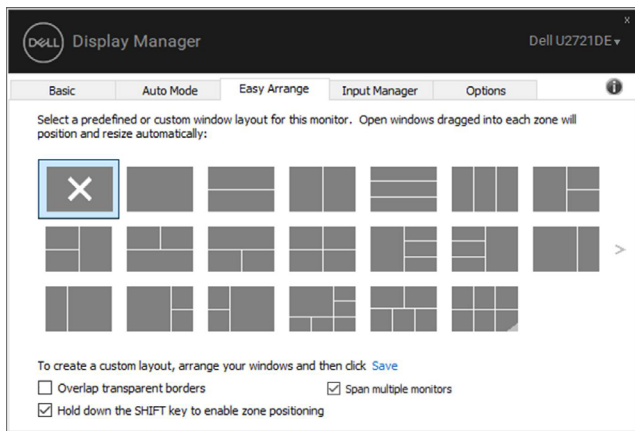 x
DELL Display Manager Dell U2721DE
Basic Auto Mode Easy Arrange Input Manager Options
Select a predefined or custom window layout for this monitor. Open windows dragged into each zone will
position and resize automatically:
To create a custom layout, arrange your windows and then click Save
Overlap transparent borders Span multiple monitors
Hold down the SHIFT key to enable zone positioning